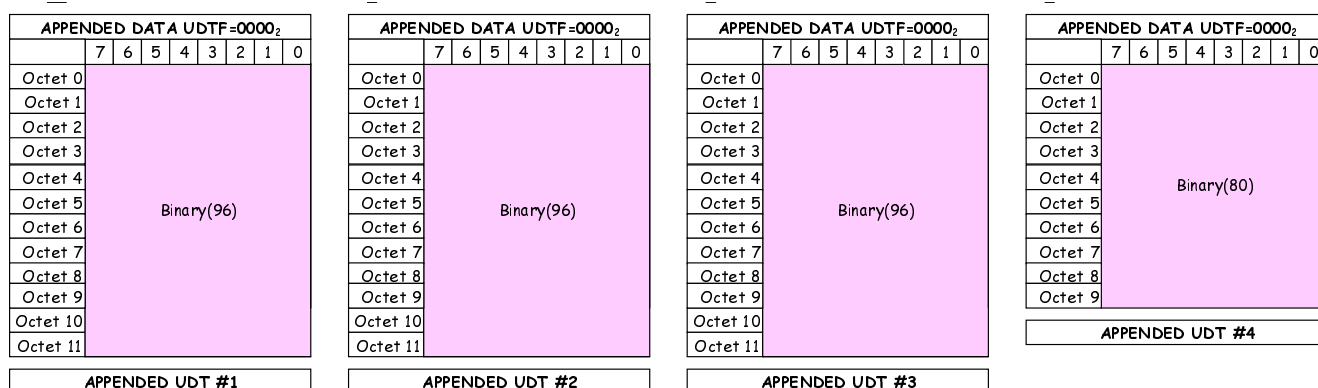 APPENDED DATA UDTF=0000₂
7 6 5 4 3 2 1 0
Octet 0
Octet 1
Octet 2
Octet 3
Octet 4
Octet 5
Octet 6
Octet 7
Octet 8
Octet 9
Octet 10
Octet 11
Binary(96)
APPENDED UDT #1
APPENDED DATA UDTF=0000₂
7 6 5 4 3 2 1 0
Octet 0
Octet 1
Octet 2
Octet 3
Octet 4
Octet 5
Octet 6
Octet 7
Octet 8
Octet 9
Octet 10
Octet 11
Binary(96)
APPENDED UDT #2
APPENDED DATA UDTF=0000₂
7 6 5 4 3 2 1 0
Octet 0
Octet 1
Octet 2
Octet 3
Octet 4
Octet 5
Octet 6
Octet 7
Octet 8
Octet 9
Octet 10
Octet 11
Binary(96)
APPENDED UDT #3
APPENDED DATA UDTF=0000₂
7 6 5 4 3 2 1 0
Octet 0
Octet 1
Octet 2
Octet 3
Octet 4
Octet 5
Octet 6
Octet 7
Octet 8
Octet 9
Binary(80)
APPENDED UDT #4